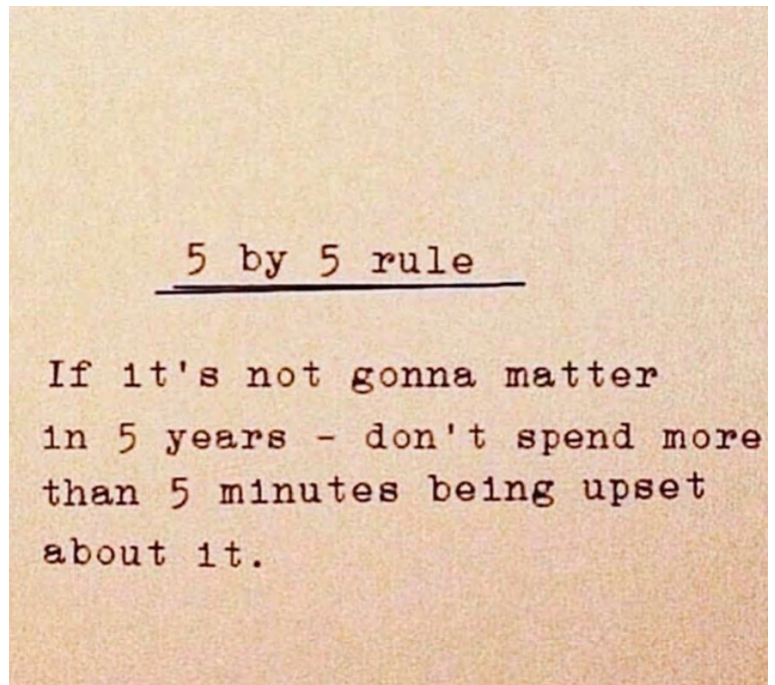 5 by 5 rule
If it's not gonna matter
in 5 years - don't spend more
than 5 minutes being upset
about it.